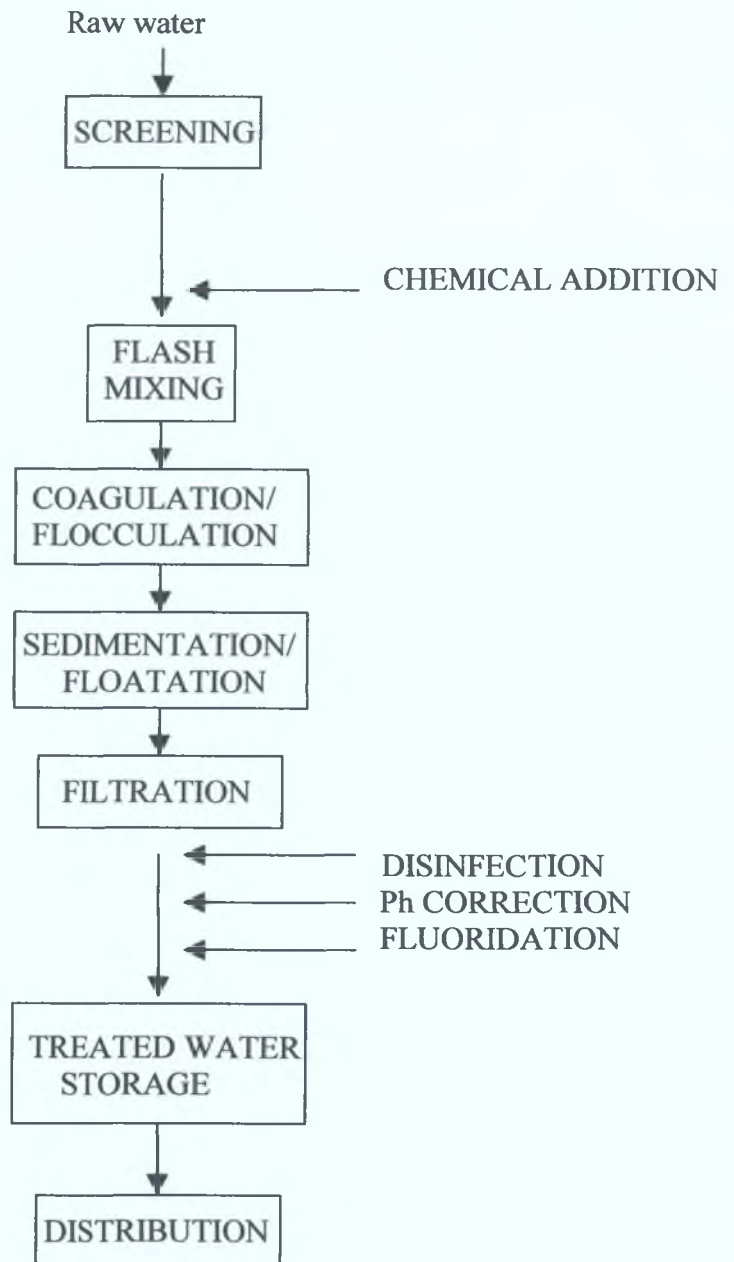 Raw water
SCREENING
CHEMICAL ADDITION
FLASH
MIXING
COAGULATION/
FLOCCULATION
SEDIMENTATION/
FLOATATION
FILTRATION
DISINFECTION
Ph CORRECTION
FLUORIDATION
TREATED WATER
STORAGE
DISTRIBUTION